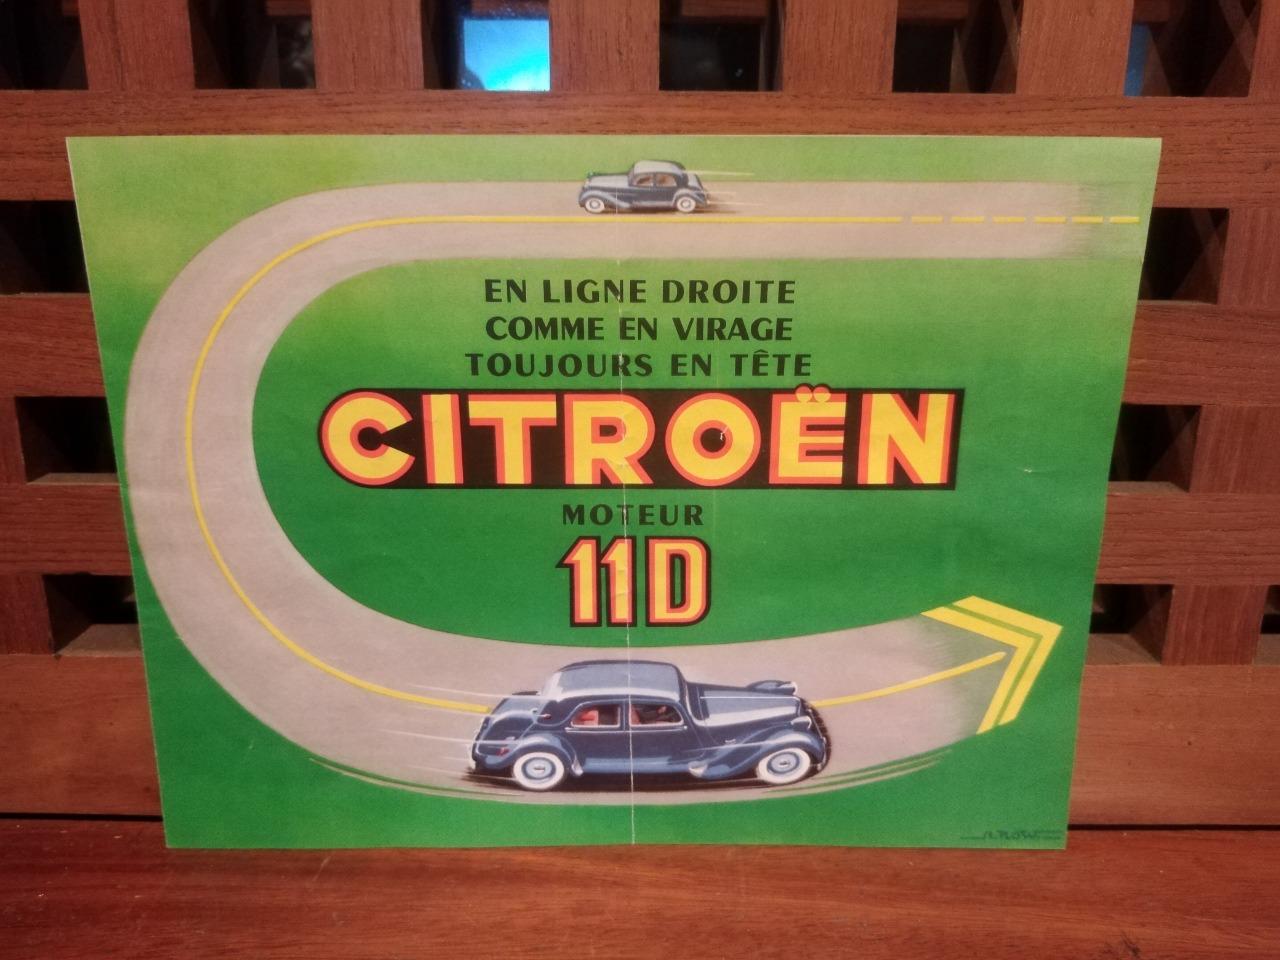 EN LIGNE DROITE
COMME EN VIRAGE
TOUJOURS EN TÊTE
CITROËN
MOTEUR
11D